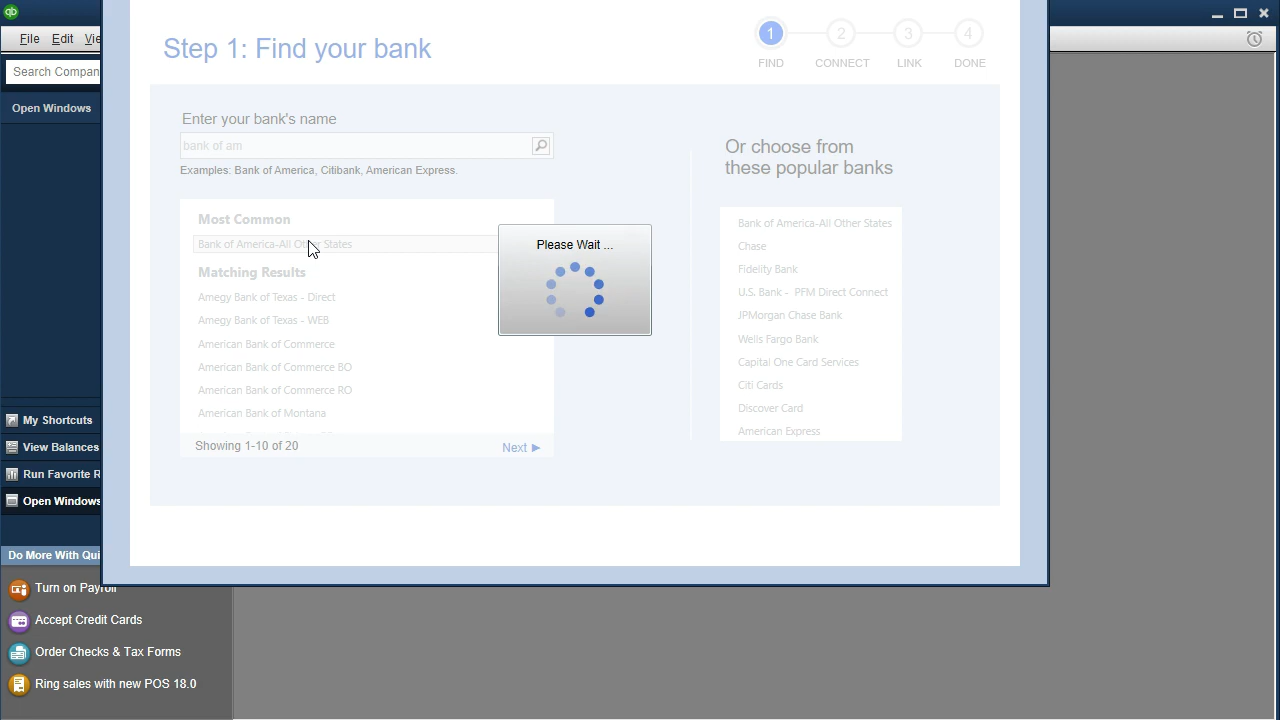 qb
File Edit Vie
Search Compan
Open Windows
My Shortcuts
View Balances
Run Favorite R
Open Windows
Do More With Qui
Turn on Payroll
Accept Credit Cards
Order Checks & Tax Forms
Ring sales with new POS 18.0
Step 1: Find your bank
1 2 3 4
FIND CONNECT LINK DONE
Enter your bank's name
bank of am
Examples: Bank of America, Citibank, American Express.
Most Common
Bank of America-All Other States
Matching Results
Amegy Bank of Texas - Direct
Amegy Bank of Texas - WEB
American Bank of Commerce
American Bank of Commerce BO
American Bank of Commerce RO
American Bank of Montana
Showing 1-10 of 20
Next
Please Wait ...
Or choose from
these popular banks
Bank of America-All Other States
Chase
Fidelity Bank
U.S. Bank - PFM Direct Connect
JPMorgan Chase Bank
Wells Fargo Bank
Capital One Card Services
Citi Cards
Discover Card
American Express